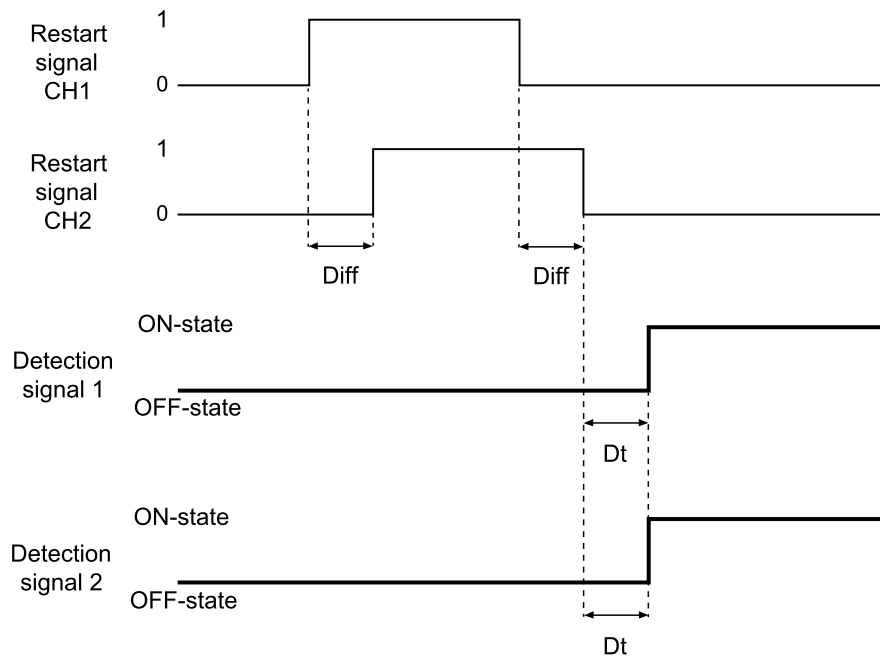 1
Restart
signal
CH1
0
1
Restart
signal
CH2
0
Diff
Diff
ON-state
Detection
signal 1
OFF-state
Dt
ON-state
Detection
signal 2
OFF-state
Dt